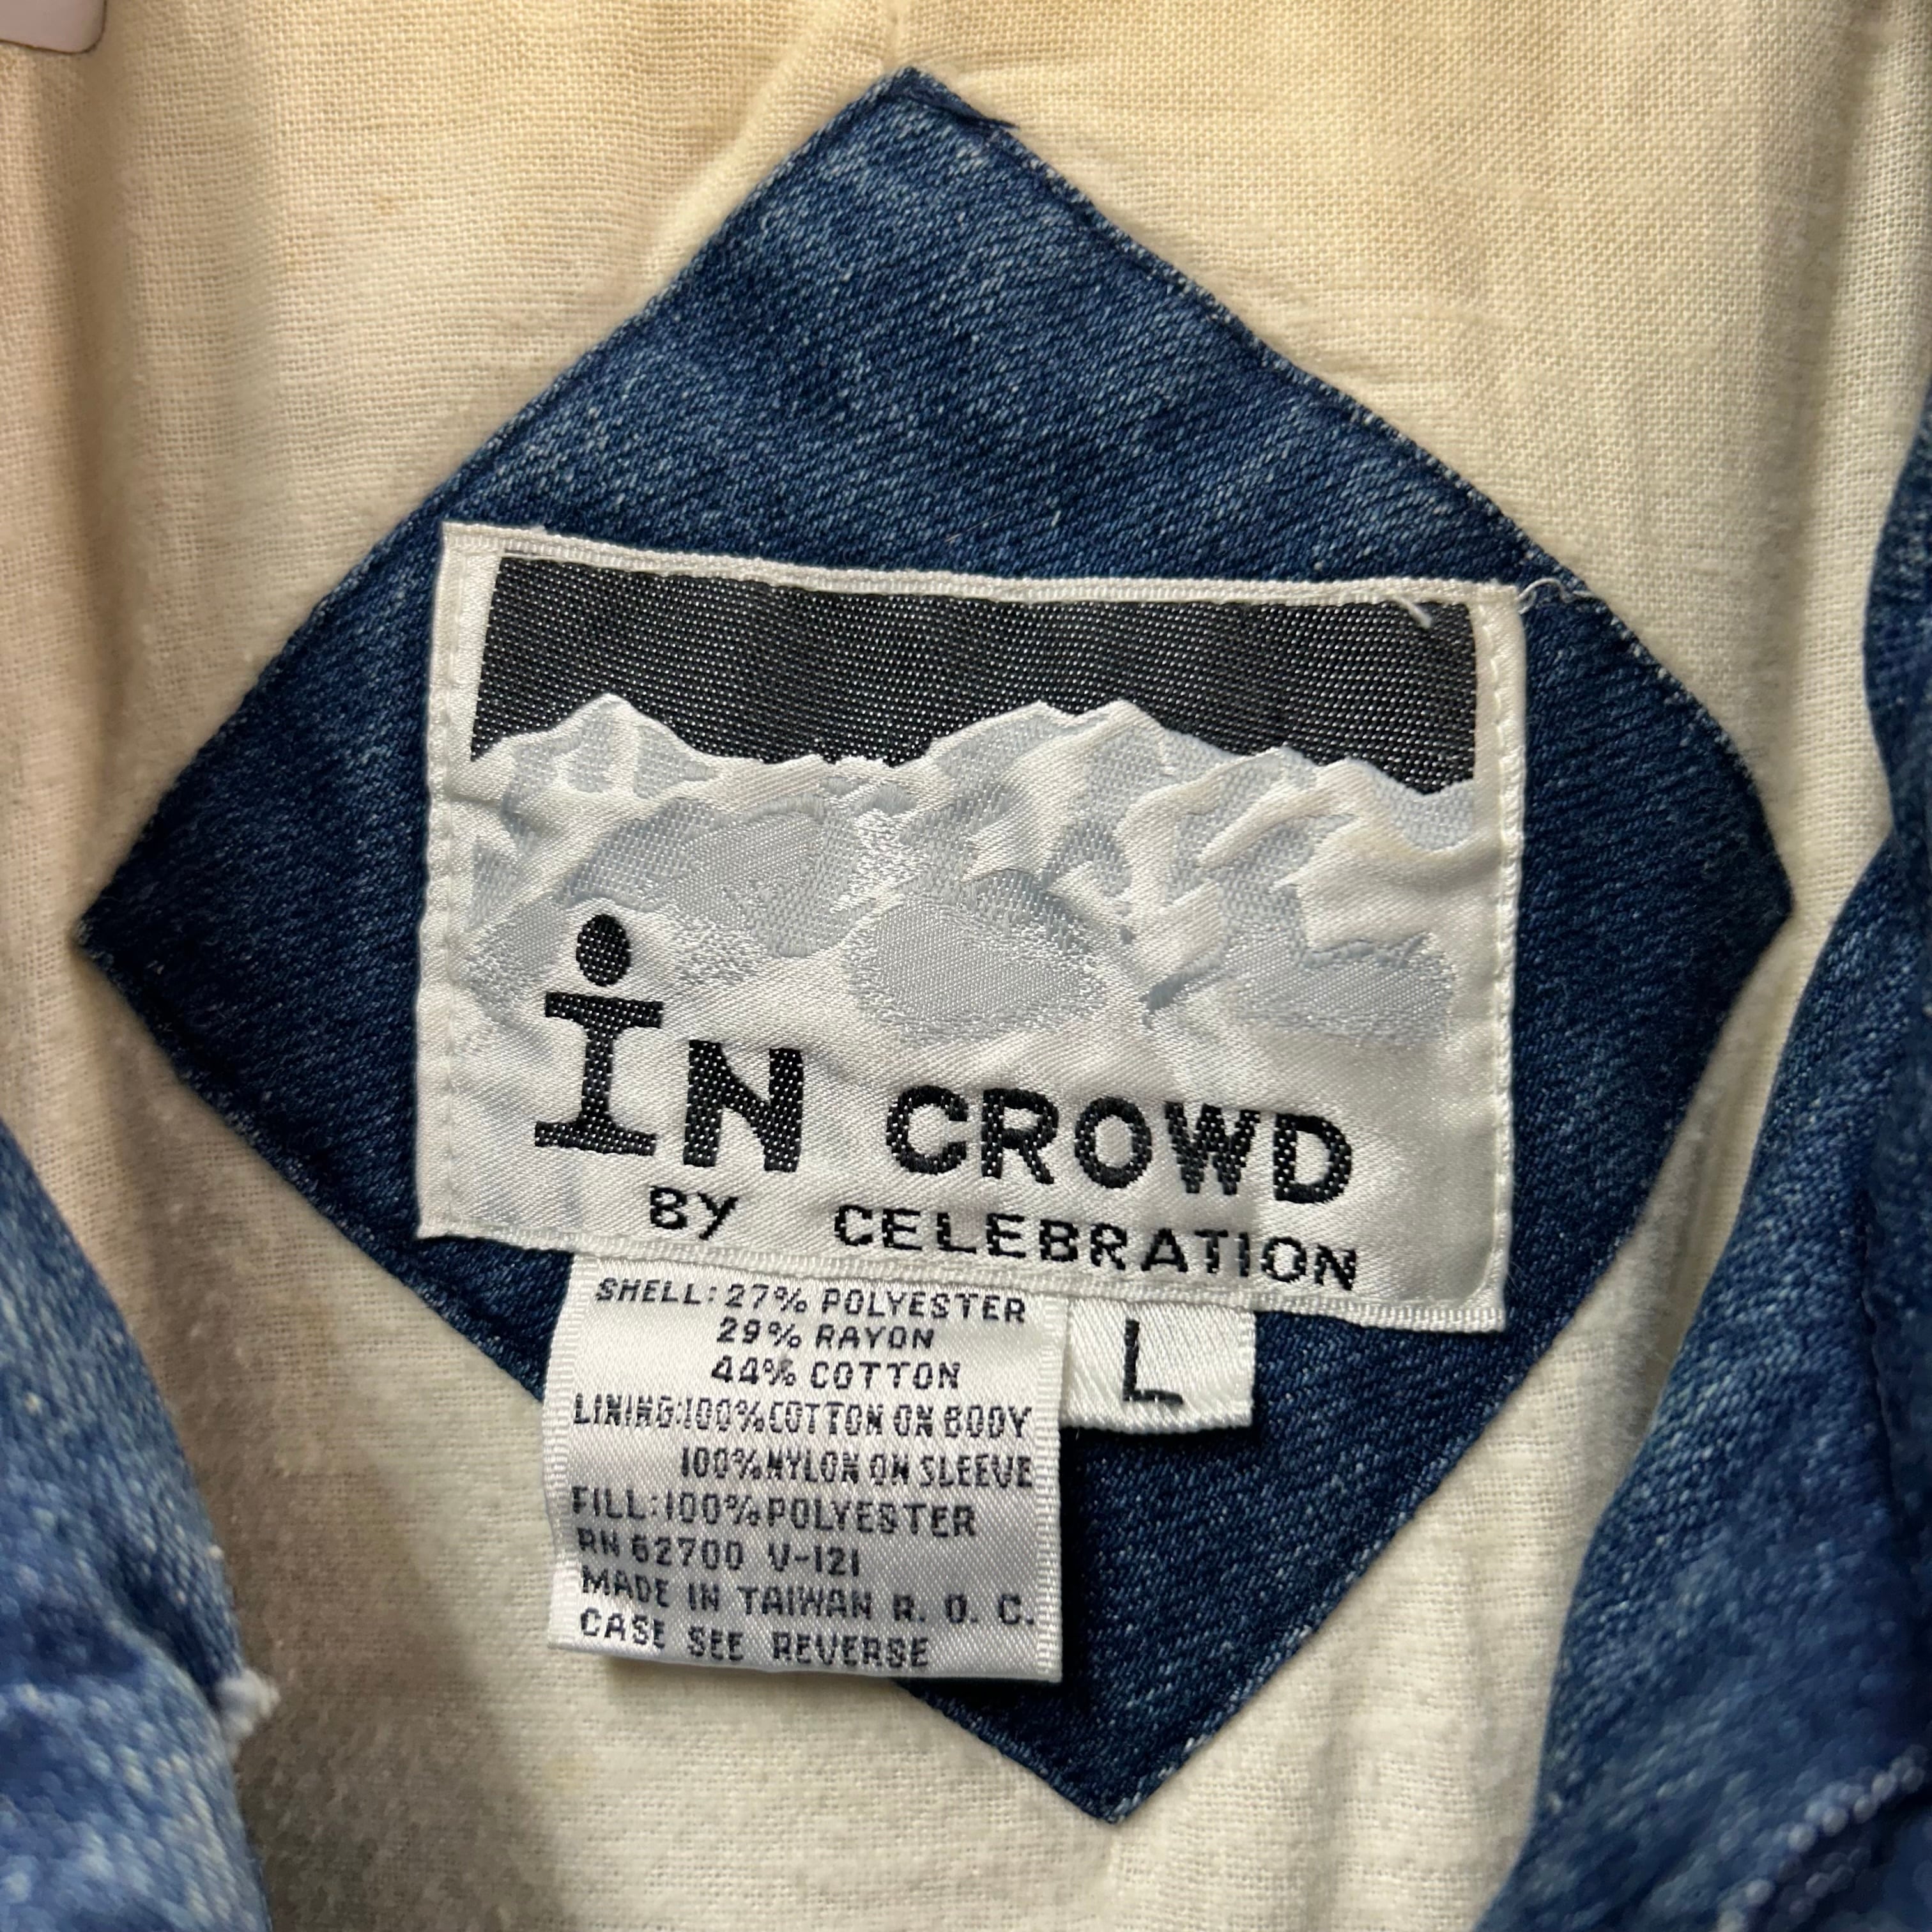 iN CROWD
BY CELEBRATION
SHELL: 27% POLYESTER
29% RAYON
44% COTTON
LINING:100%COTTON ON BODY
100%NYLON ON SLEEVE
FILL:100%POLYESTER
RN 62700 V-121
MADE IN TAIWAN R. O. C.
CASE SEE REVERSE
L